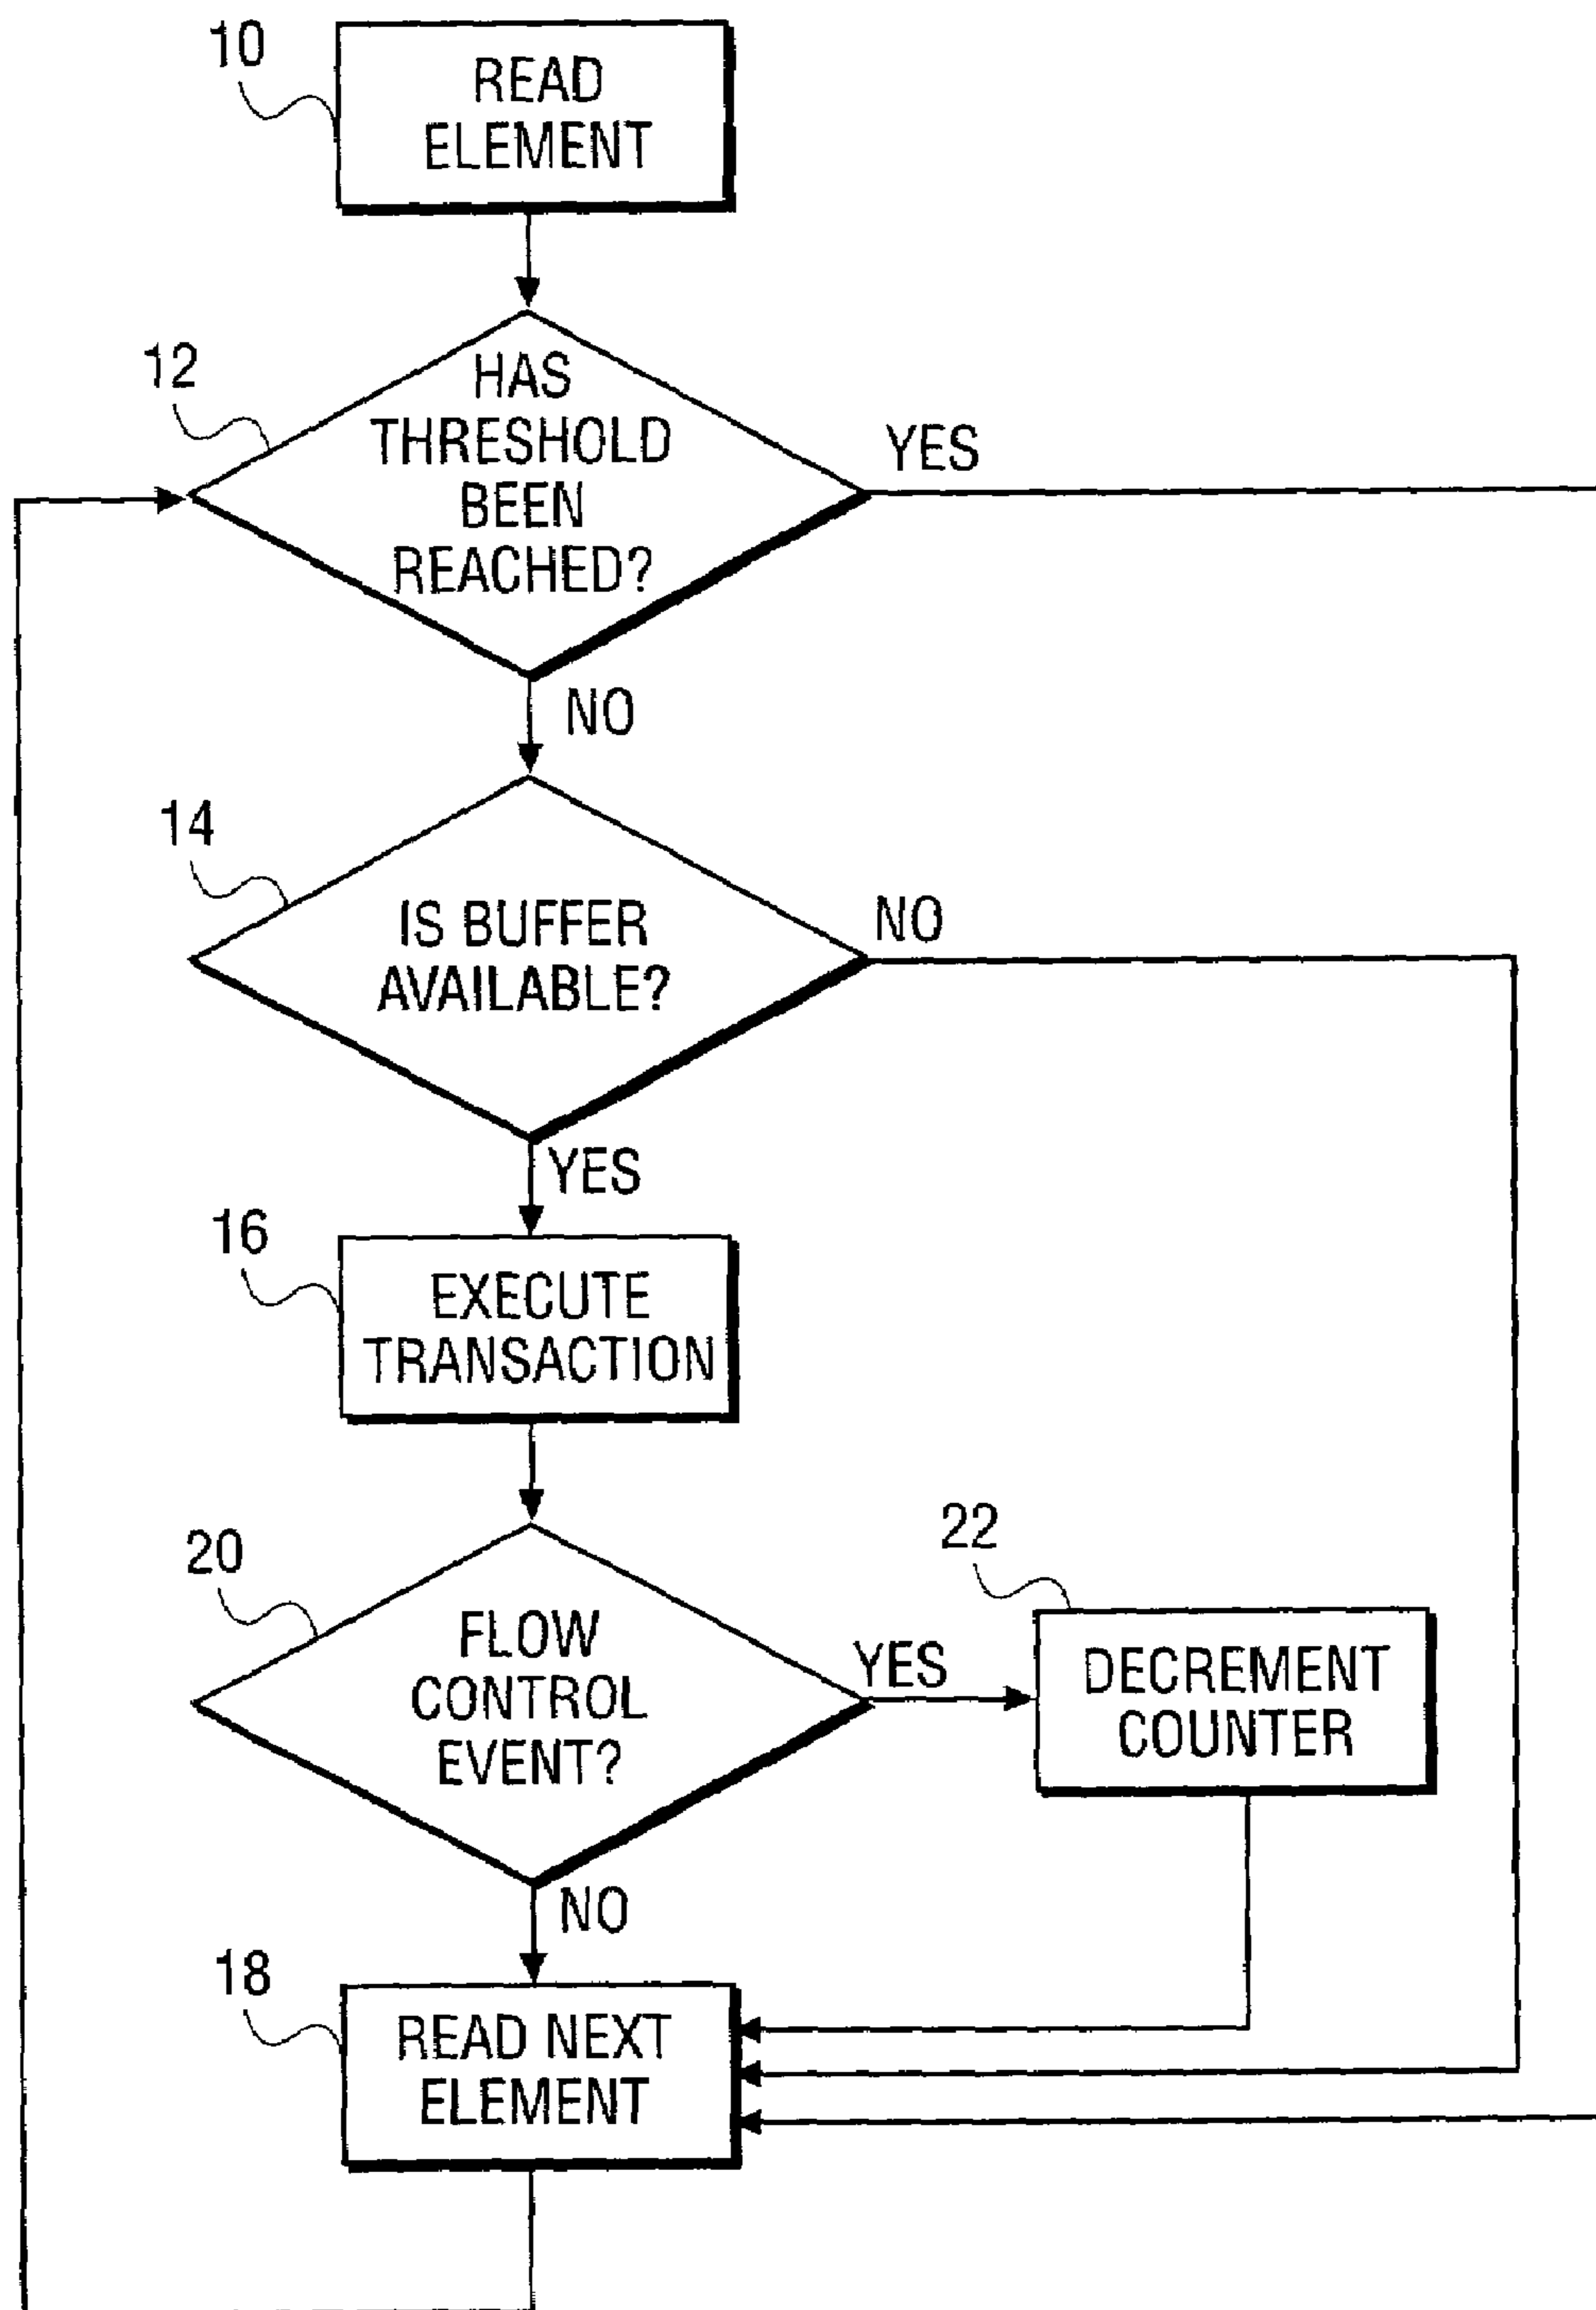 10
READ
ELEMENT
12
HAS
THRESHOLD
BEEN
REACHED?
YES
NO
14
IS BUFFER
AVAILABLE?
NO
YES
16
EXECUTE
TRANSACTION
20
FLOW
CONTROL
EVENT?
YES
22
DECREMENT
COUNTER
NO
18
READ NEXT
ELEMENT